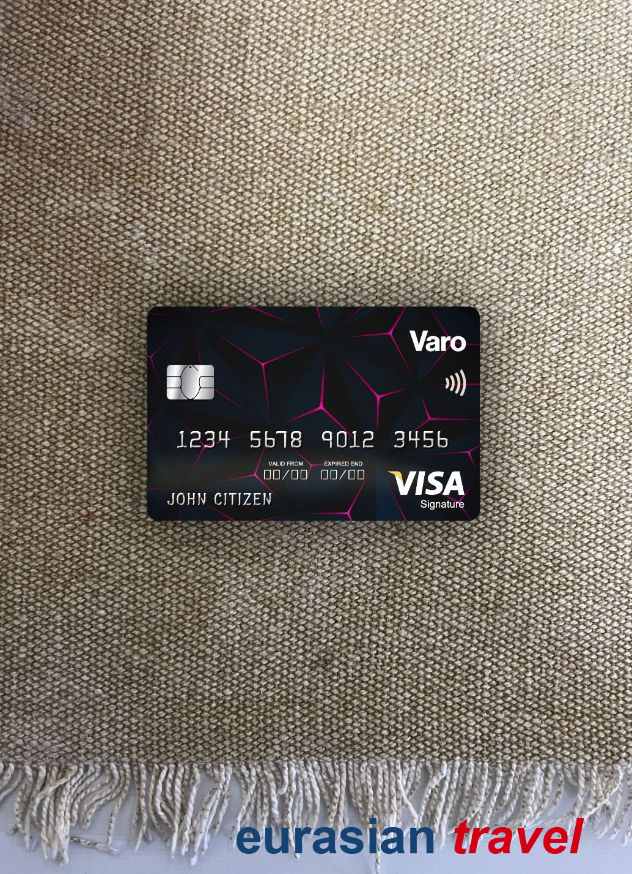 Varo
1234 5678 9012 3456
VALID FROM EXPIRED END
00/00 00/00
VISA
Signature
JOHN CITIZEN
eurasian travel